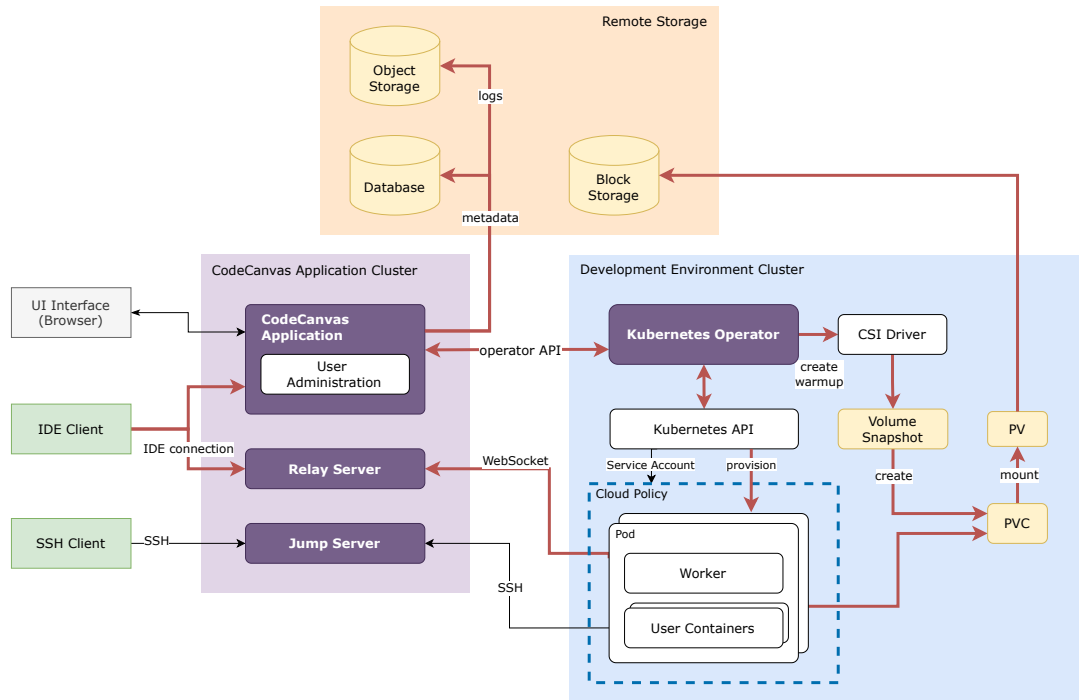 Remote Storage
Object
Storage
logs
Database
Block
Storage
metadata
CodeCanvas Application Cluster
Development Environment Cluster
UI Interface
(Browser)
CodeCanvas
Application
User
Administration
operator API
Kubernetes Operator
CSI Driver
create
warmup
IDE Client
IDE connection
Kubernetes API
Volume
Snapshot
PV
Relay Server
WebSocket
Service Account
provision
create
mount
Cloud Policy
SSH Client
SSH
Jump Server
Pod
PVC
Worker
SSH
User Containers